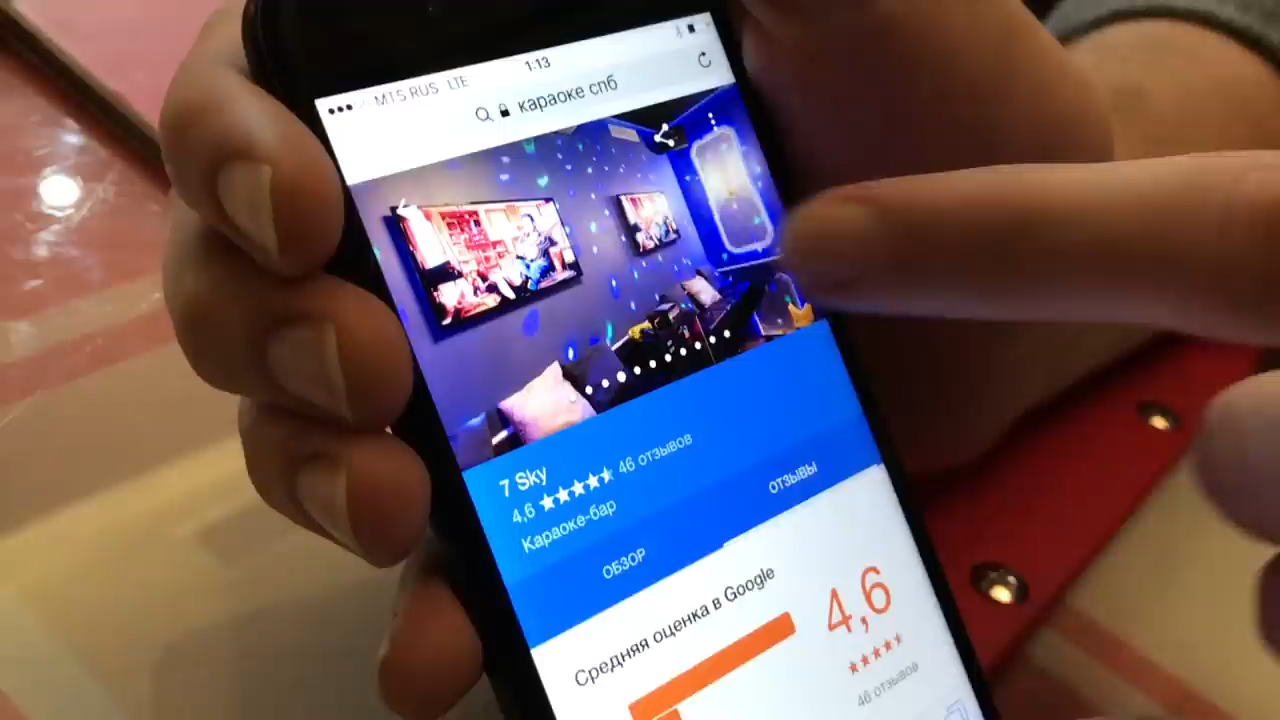 MTS RUS LTE 1:13
караоке спб
7 Sky
4,6 46 отзывов
Караоке-бар
ОБЗОР ОТЗЫВЫ
Средняя оценка в Google
4,6
46 отзывов